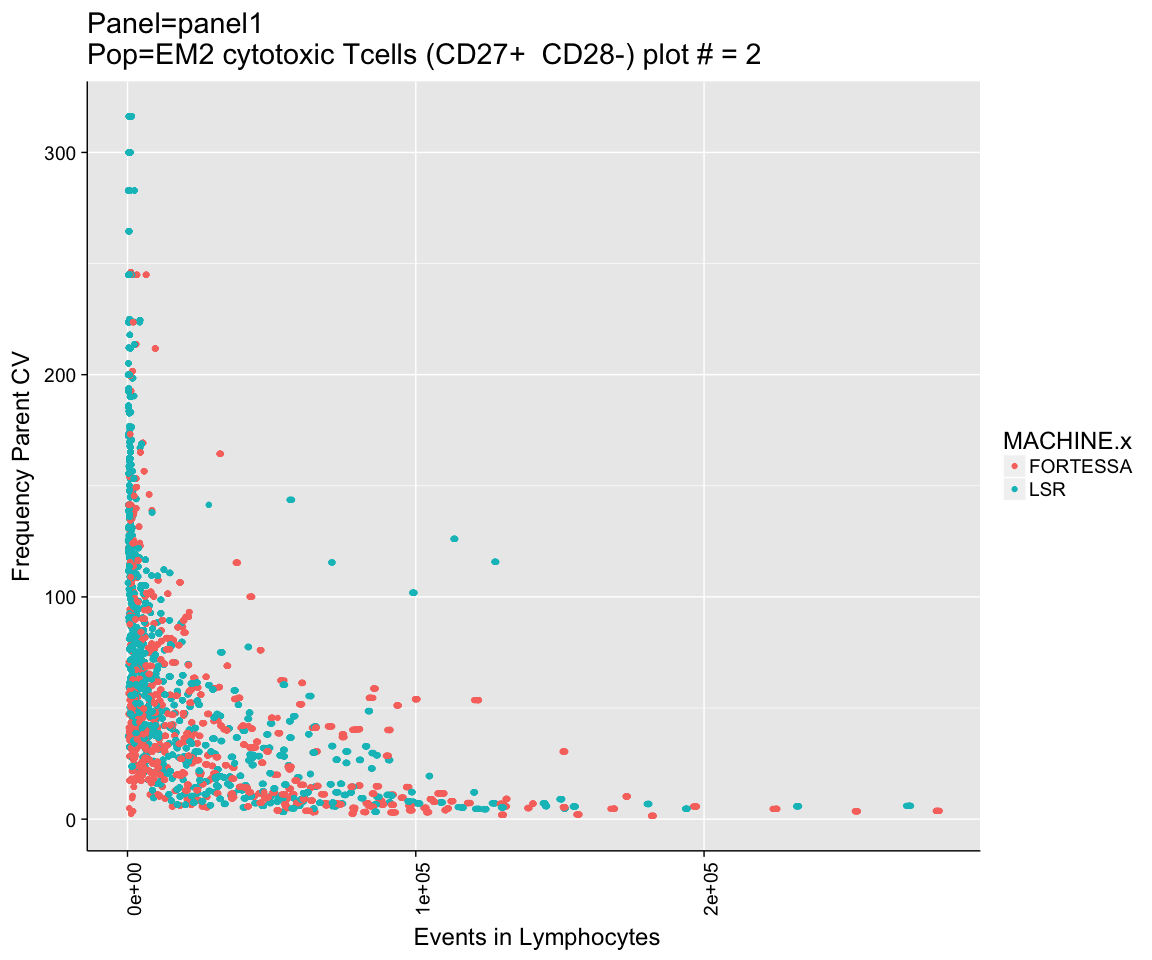 Panel=panel1
Pop=EM2 cytotoxic Tcells (CD27+  CD28-) plot # = 2
Frequency Parent CV
300
200
100
0
0e+00
1e+05
2e+05
Events in Lymphocytes
MACHINE.x
FORTESSA
LSR